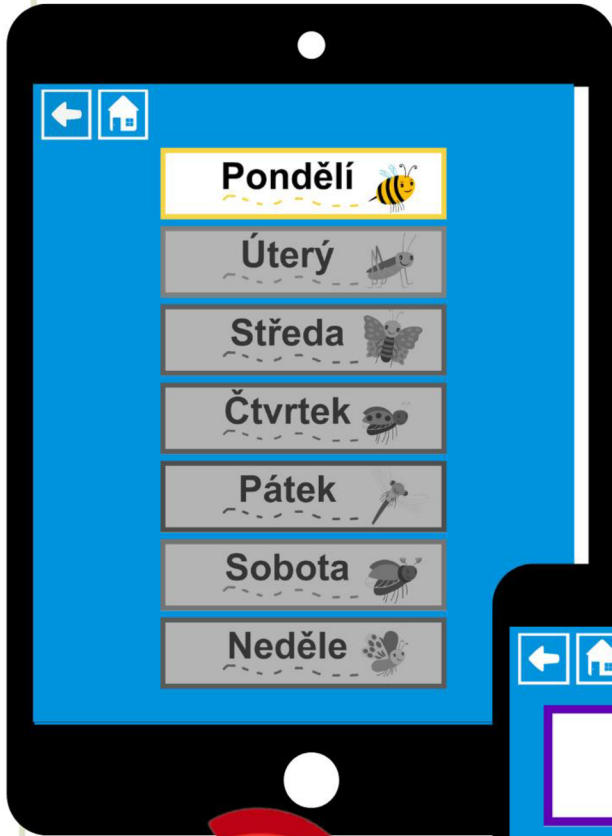 Pondělí
Úterý
Středa
Čtvrtek
Pátek
Sobota
Neděle